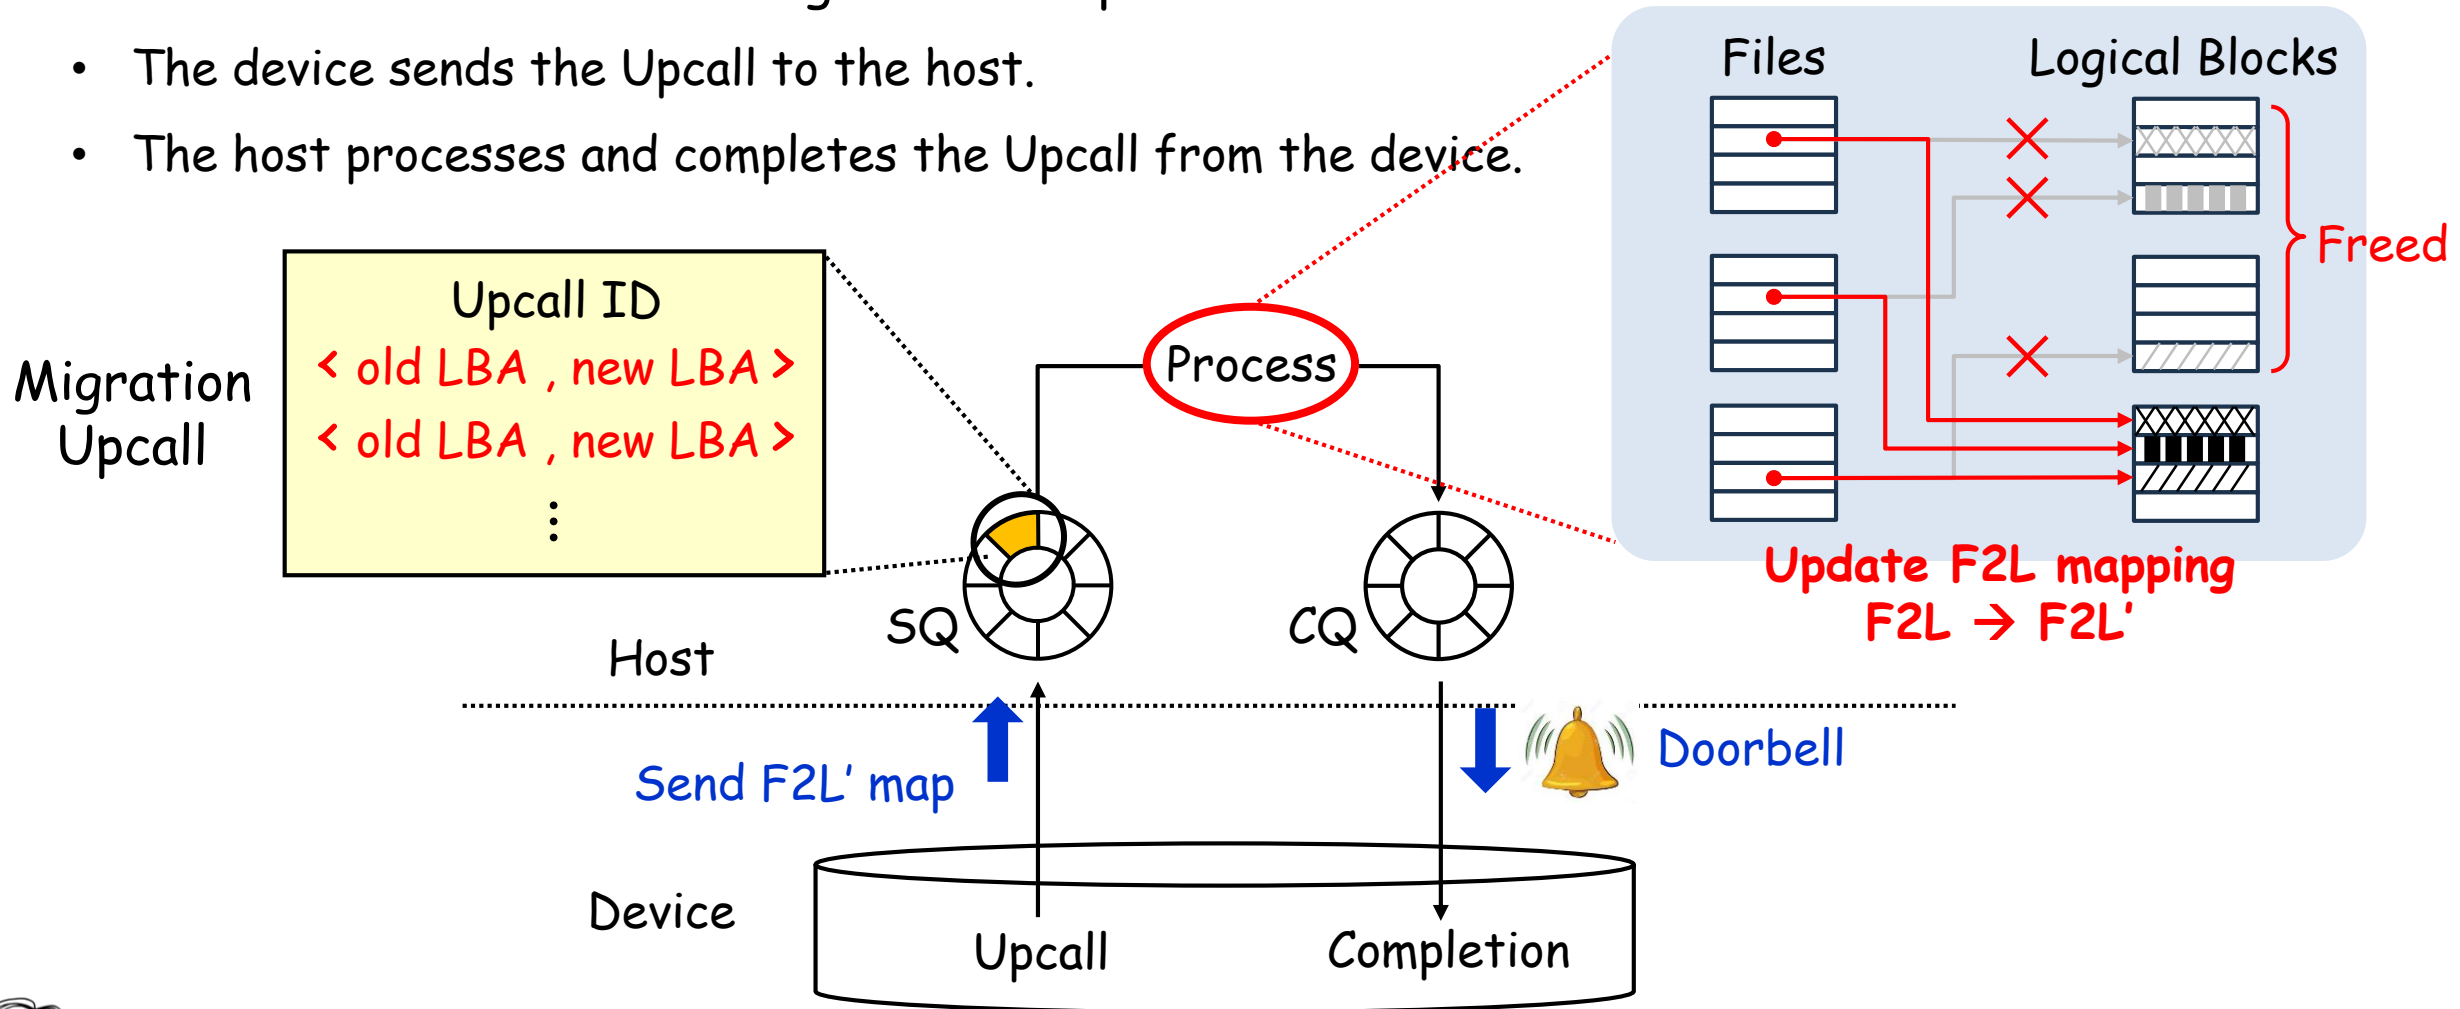 • The device sends the Upcall to the host.
• The host processes and completes the Upcall from the device.
Files
Logical Blocks
Freed
Update F2L mapping
F2L → F2L’
Migration
Upcall
Upcall ID
< old LBA , new LBA >
< old LBA , new LBA >
⋮
Process
SQ
CQ
Host
Send F2L’ map
Doorbell
Device
Upcall
Completion